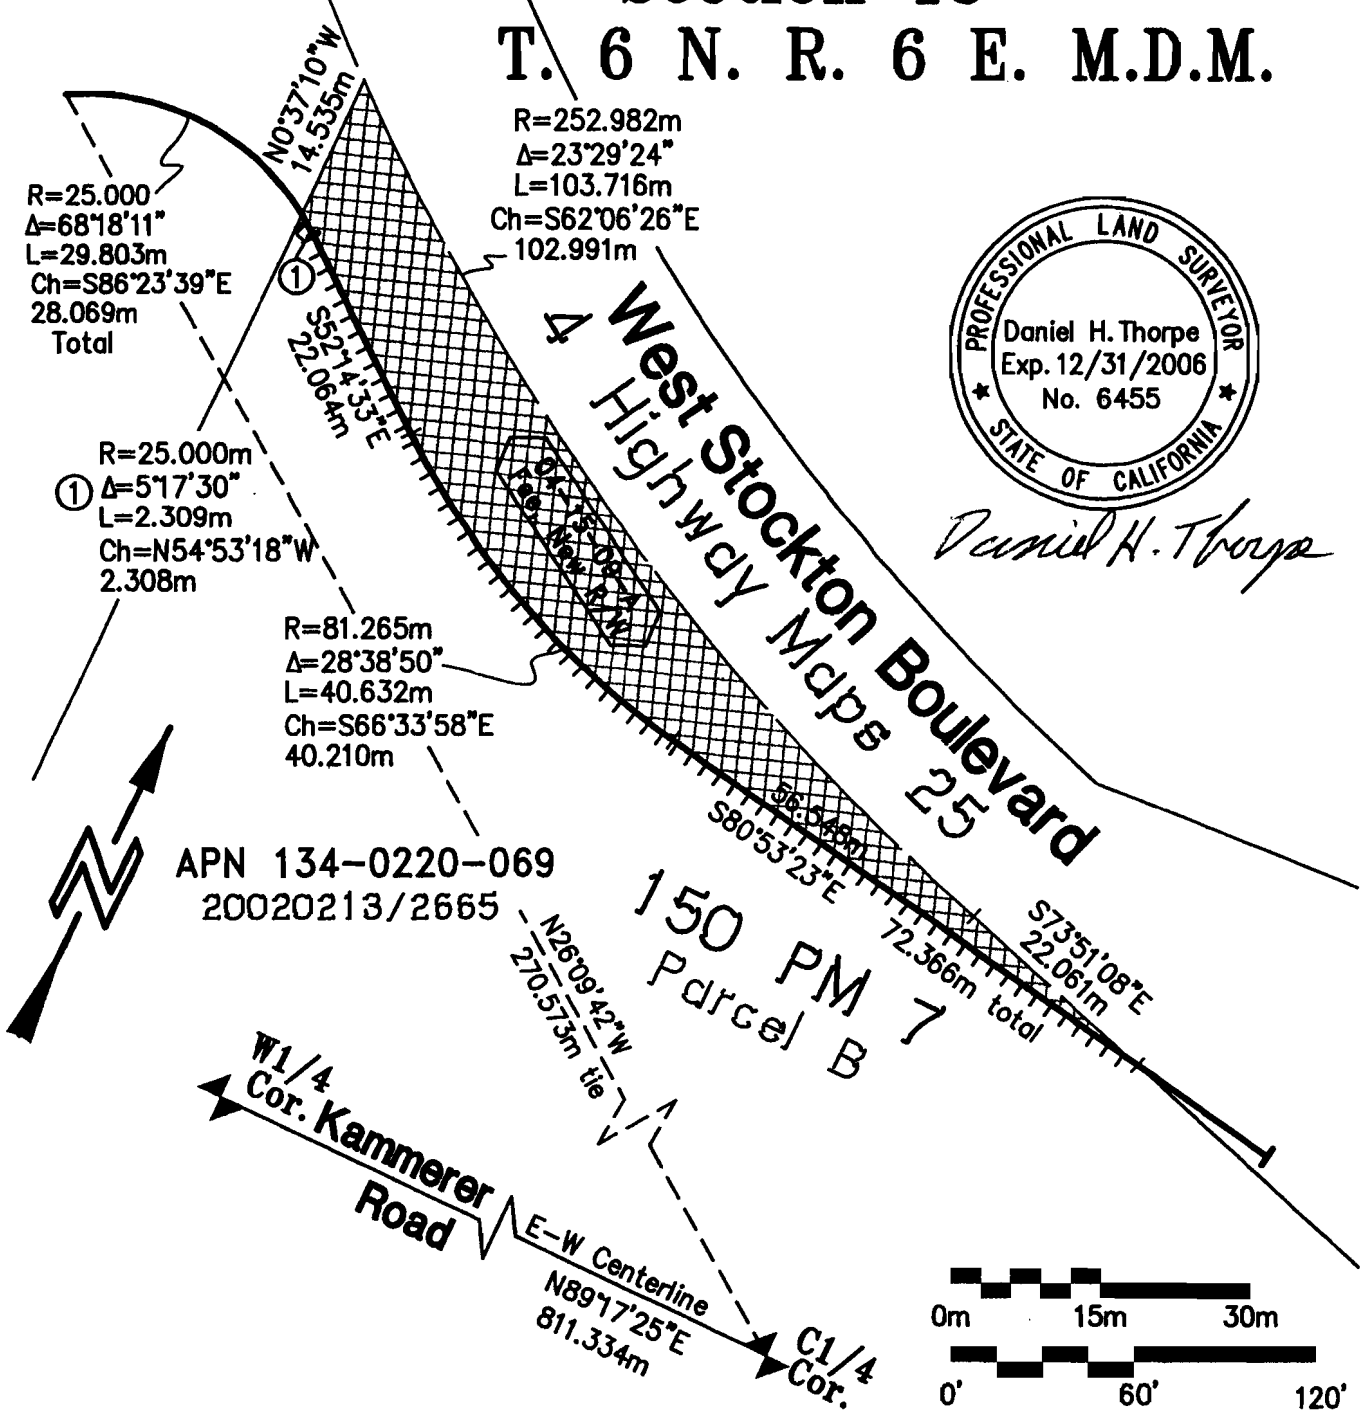 T. 6 N. R. 6 E. M.D.M.
N0°37'10"W
14.535m
R=252.982m
Δ=23°29'24"
L=103.716m
Ch=S62°06'26"E
102.991m
R=25.000
Δ=68°18'11"
L=29.803m
Ch=S86°23'39"E
28.069m
Total
1
S52°14'33"E
22.064m
PROFESSIONAL LAND SURVEYOR
Daniel H. Thorpe
Exp. 12/31/2006
No. 6455
STATE OF CALIFORNIA
Daniel H. Thorpe
West Stockton Boulevard
4 Highway Maps 25
R=25.000m
1 Δ=5°17'30"
L=2.309m
Ch=N54°53'18"W
2.308m
Fee, New R/W
R=81.265m
Δ=28°38'50"
L=40.632m
Ch=S66°33'58"E
40.210m
56.548m
S80°53'23"E
72.366m total
S73°51'08"E
22.061m
APN 134-0220-069
20020213/2665
150 PM 7
Parcel B
N26°09'42"W
270.573m tie
W1/4
Cor.
Kammerer
Road
E-W Centerline
N89°17'25"E
811.334m
C1/4
Cor.
0m 15m 30m
0' 60' 120'